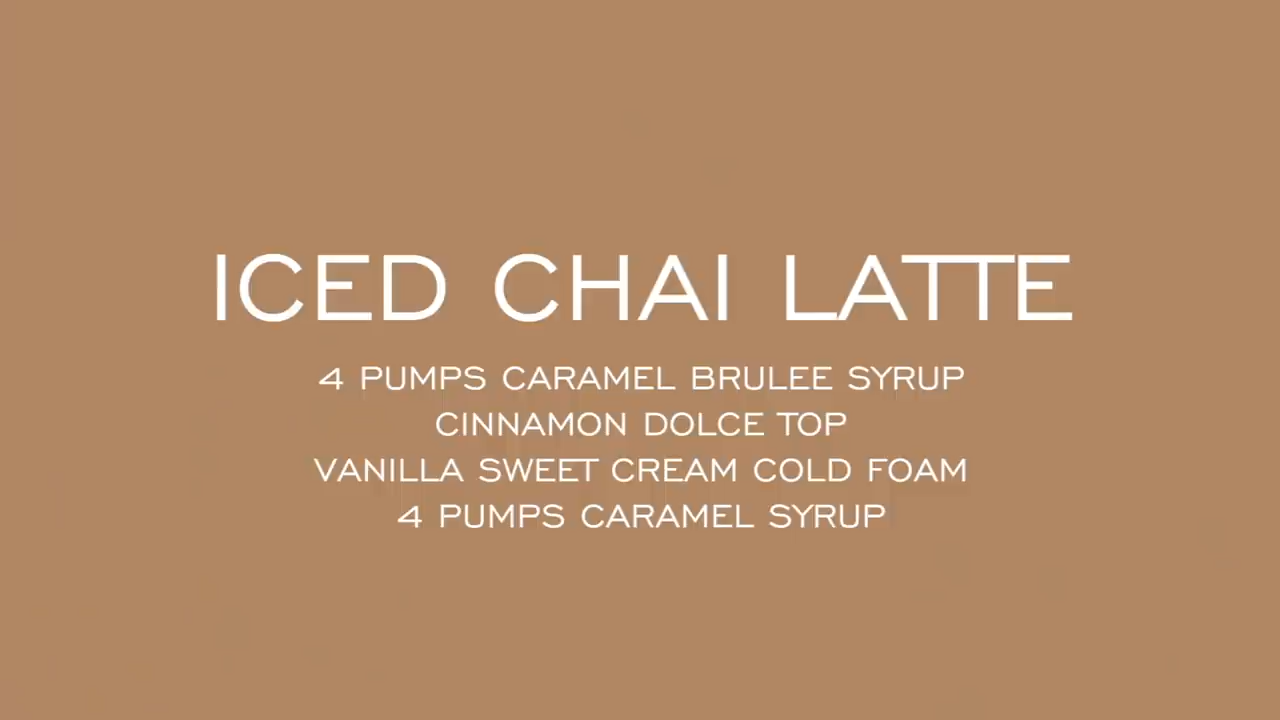 ICED CHAI LATTE
4 PUMPS CARAMEL BRULEE SYRUP
CINNAMON DOLCE TOP
VANILLA SWEET CREAM COLD FOAM
4 PUMPS CARAMEL SYRUP